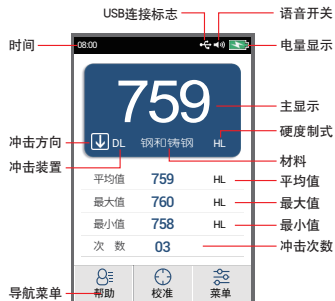 USB连接标志
语音开关
时间
08:00
电量显示
759
主显示
冲击方向
DL
钢和铸钢
HL
硬度制式
冲击装置
材料
平均值
759
HL
平均值
最大值
760
HL
最大值
最小值
758
HL
最小值
次 数
03
冲击次数
导航菜单
帮助
校准
菜单